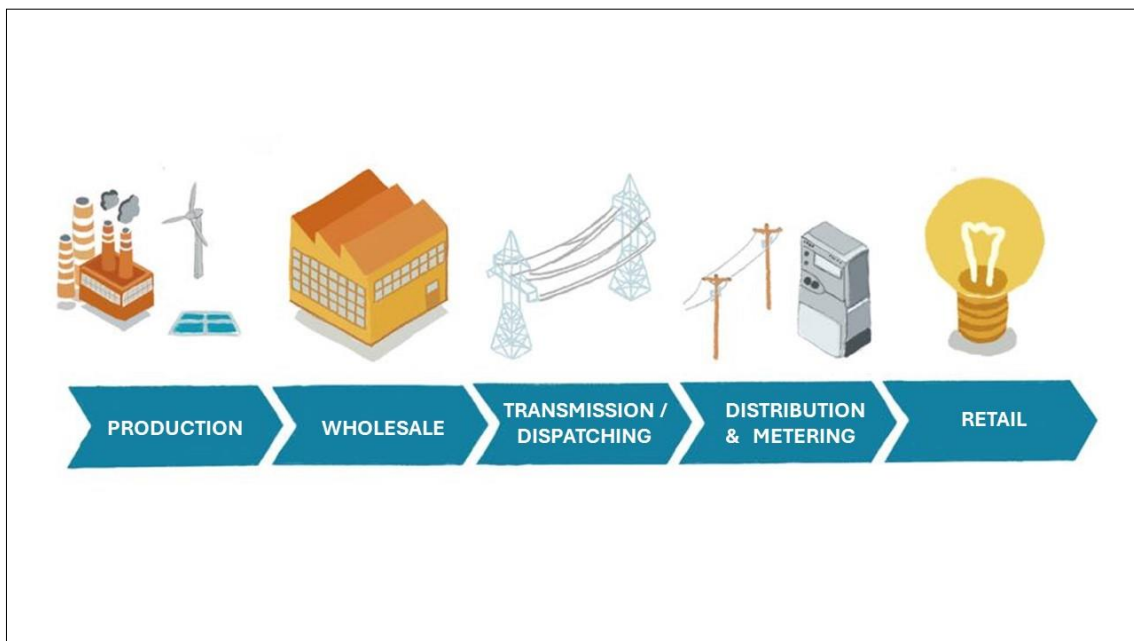 PRODUCTION
WHOLESALE
TRANSMISSION /
DISPATCHING
DISTRIBUTION
& METERING
RETAIL